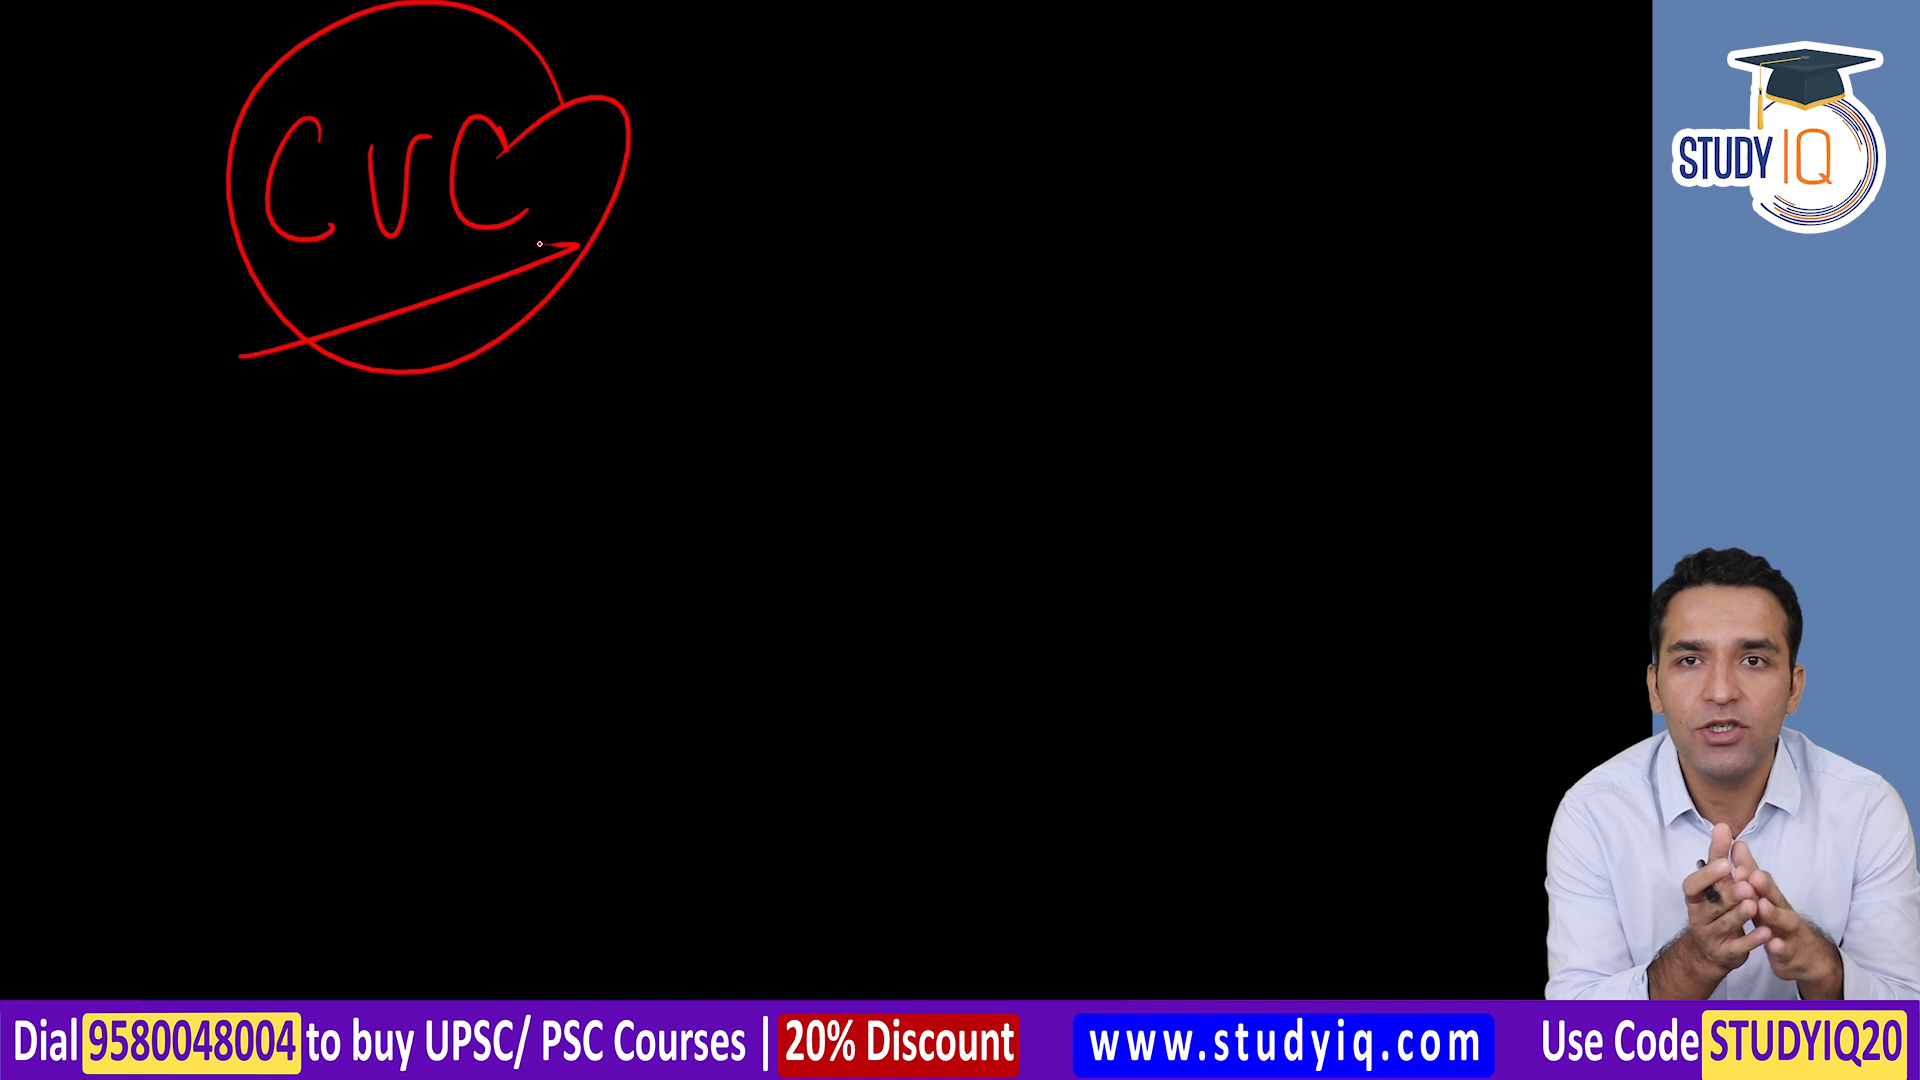 CVC
STUDY IQ
Dial 9580048004 to buy UPSC/ PSC Courses | 20% Discount www.studyiq.com Use Code STUDYIQ20